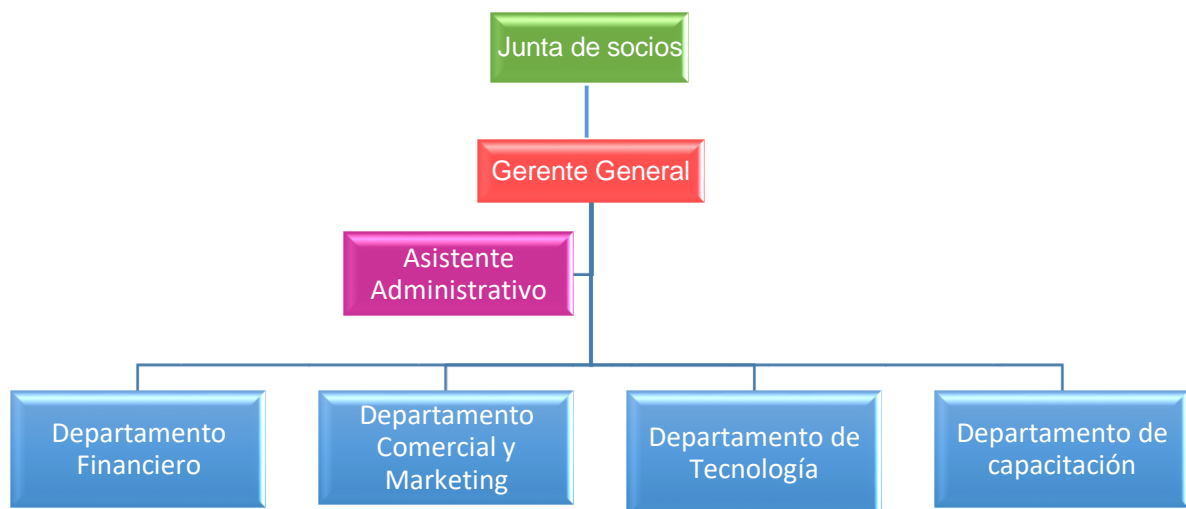 Junta de socios
Gerente General
Asistente
Administrativo
Departamento
Financiero
Departamento
Comercial y
Marketing
Departamento de
Tecnología
Departamento de
capacitación